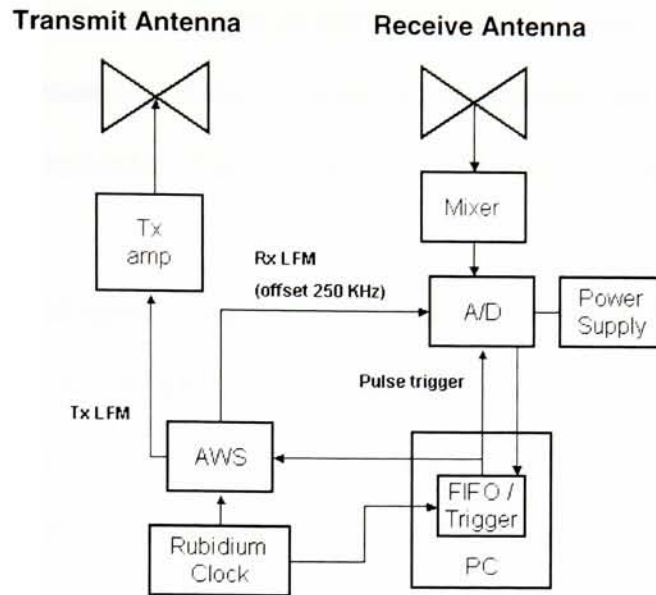 Transmit Antenna
Receive Antenna
Tx
amp
Mixer
Rx LFM
(offset 250 KHz)
A/D
Power
Supply
Pulse trigger
Tx LFM
AWS
FIFO /
Trigger
Rubidium
Clock
PC